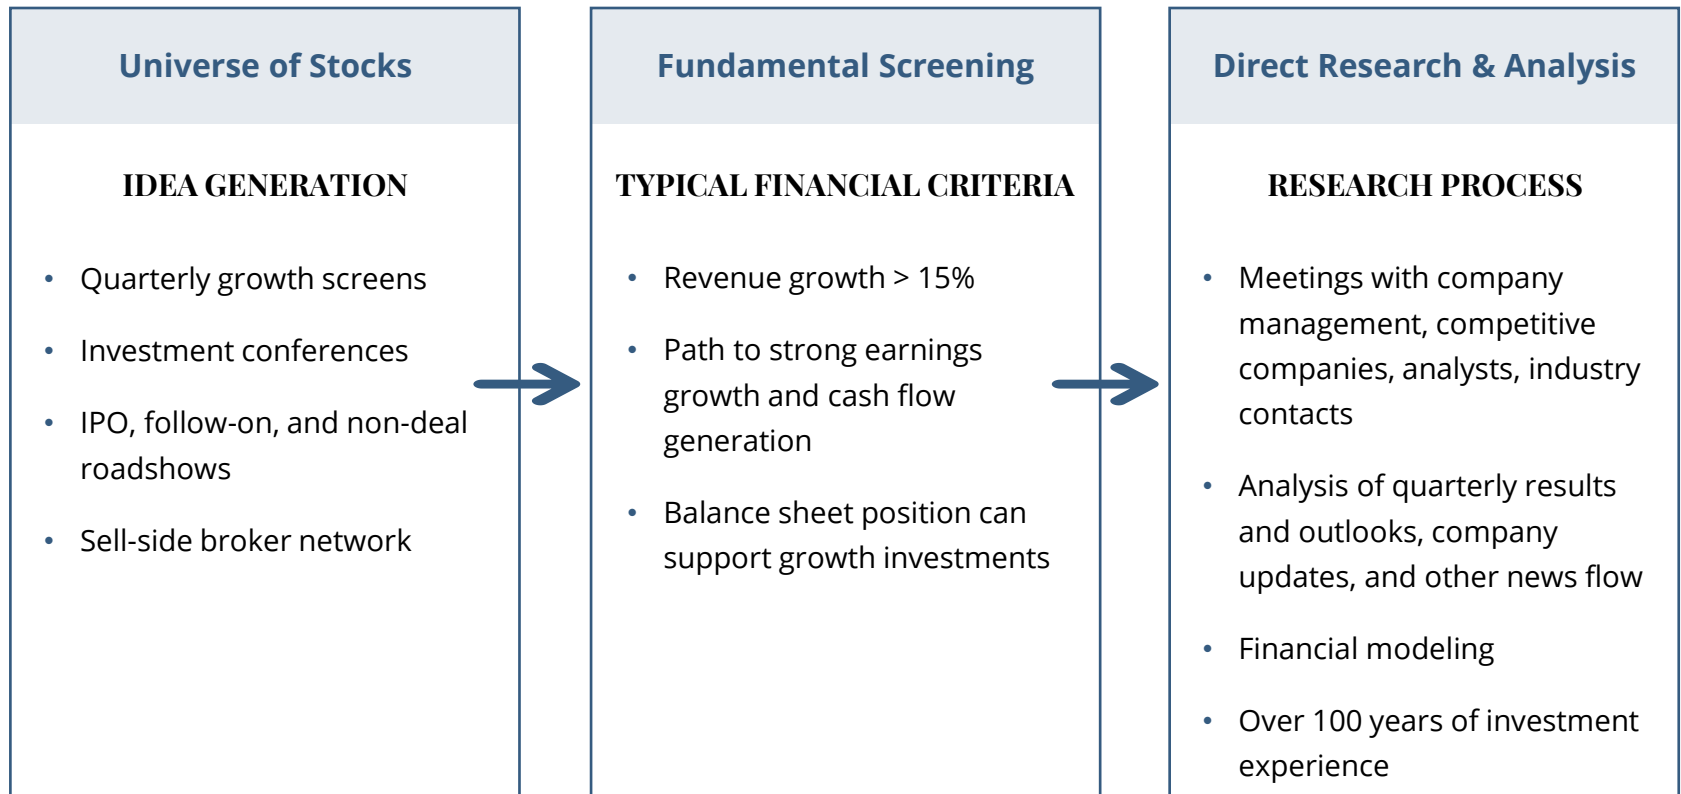 Universe of Stocks
IDEA GENERATION
• Quarterly growth screens
• Investment conferences
• IPO, follow-on, and non-deal
roadshows
• Sell-side broker network
Fundamental Screening
TYPICAL FINANCIAL CRITERIA
• Revenue growth > 15%
• Path to strong earnings
growth and cash flow
generation
• Balance sheet position can
support growth investments
Direct Research & Analysis
RESEARCH PROCESS
• Meetings with company
management, competitive
companies, analysts, industry
contacts
• Analysis of quarterly results
and outlooks, company
updates, and other news flow
• Financial modeling
• Over 100 years of investment
experience